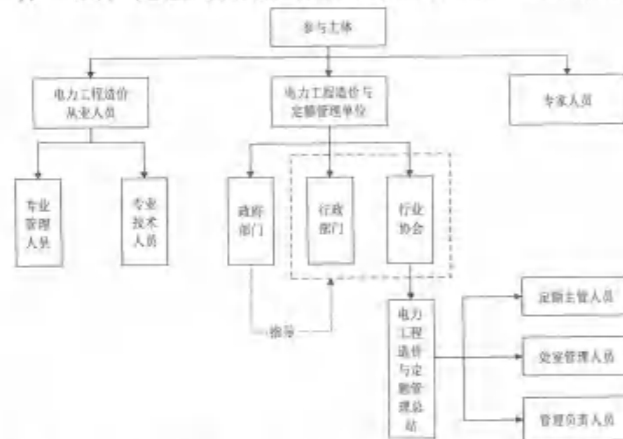 参与主体
电力工程造价
从业人员
电力工程造价与
定额管理单位
专家人员
专业
管理
人员
专业
技术
人员
政府
部门
行政
部门
行业
协会
指导
电力
工程
造价
与定
额管
理总
站
定额主管人员
处室管理人员
管理负责人员